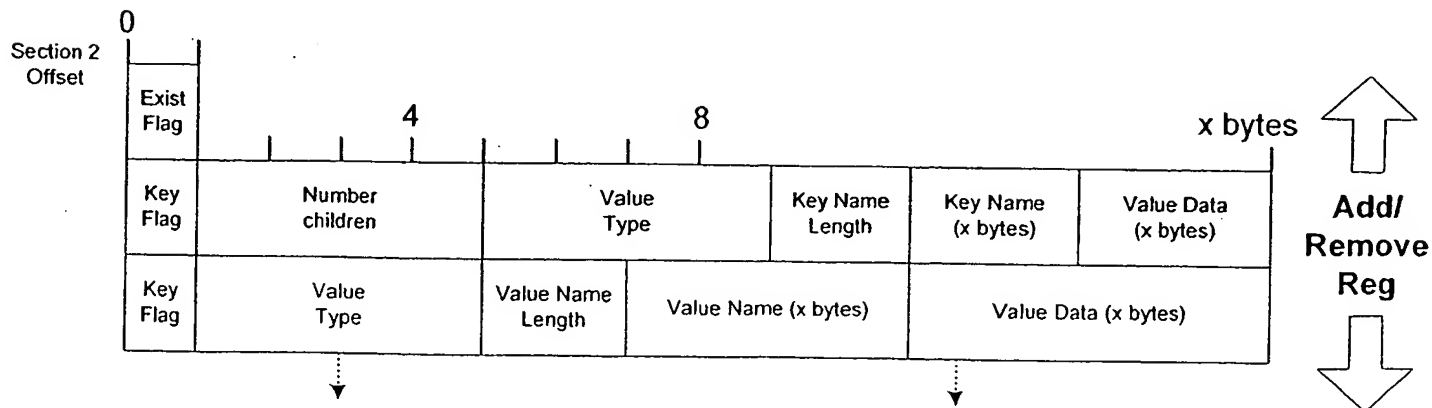 0
Section 2
Offset
Exist
Flag
4
8
x bytes
Key
Flag
Number
children
Value
Type
Key Name
Length
Key Name
(x bytes)
Value Data
(x bytes)
Add/
Remove
Reg
Key
Flag
Value
Type
Value Name
Length
Value Name (x bytes)
Value Data (x bytes)